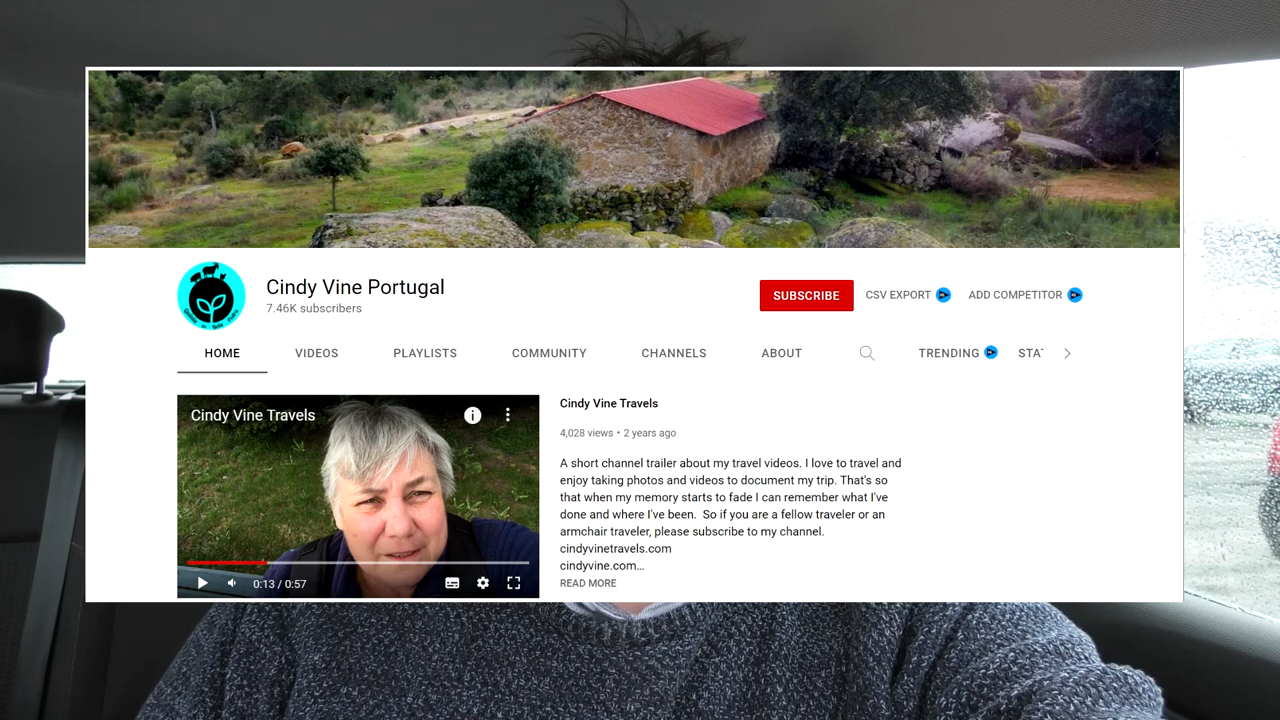 Cindy Vine Portugal
7.46K subscribers
SUBSCRIBE
CSV EXPORT
ADD COMPETITOR
HOME
VIDEOS
PLAYLISTS
COMMUNITY
CHANNELS
ABOUT
TRENDING
STAT
Cindy Vine Travels
0:13 / 0:57
Cindy Vine Travels
4,028 views • 2 years ago
A short channel trailer about my travel videos. I love to travel and
enjoy taking photos and videos to document my trip. That's so
that when my memory starts to fade I can remember what I've
done and where I've been. So if you are a fellow traveler or an
armchair traveler, please subscribe to my channel.
cindyvinetravels.com
cindyvine.com...
READ MORE